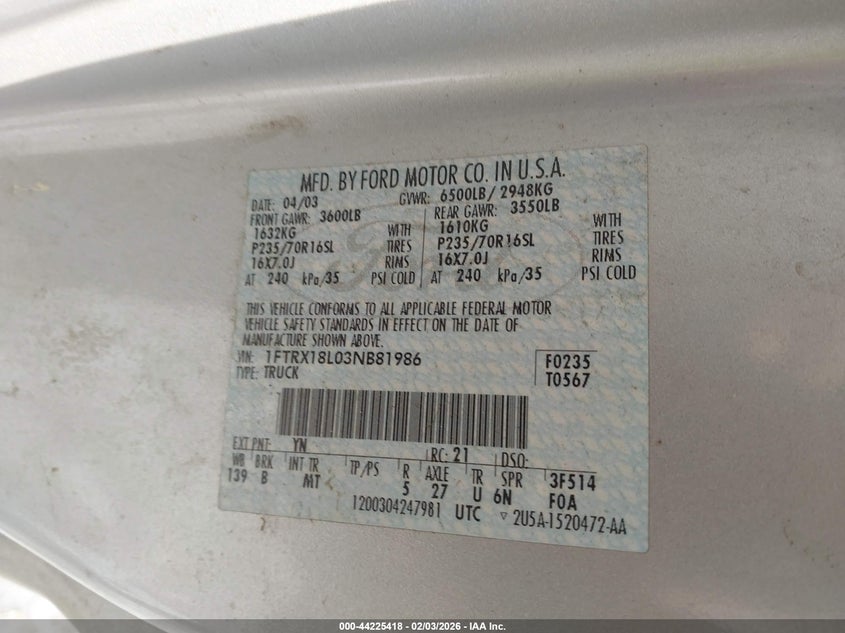 MFD. BY FORD MOTOR CO. IN U.S.A.
DATE: 04/03 GVWR: 6500LB/ 2948KG
FRONT GAWR: 3600LB REAR GAWR: 3550LB
1632KG WITH 1610KG WITH
P235/70R16SL TIRES P235/70R16SL TIRES
16X7.0J RIMS 16X7.0J RIMS
AT 240 kPa/35 PSI COLD AT 240 kPa/35 PSI COLD
THIS VEHICLE CONFORMS TO ALL APPLICABLE FEDERAL MOTOR
VEHICLE SAFETY STANDARDS IN EFFECT ON THE DATE OF
MANUFACTURE SHOWN ABOVE.
VIN: 1FTRX18L03NB81986 F0235
TYPE: TRUCK T0567
EXT PNT: YN RC: 21 DSO:
WB BRK INT TR TP/PS R AXLE TR SPR 3F514
139 B MT 5 27 U 6N F0A
1200304247981 UTC ▽ 2U5A-1520472-AA
000-44225418 - 02/03/2026 - IAA Inc.